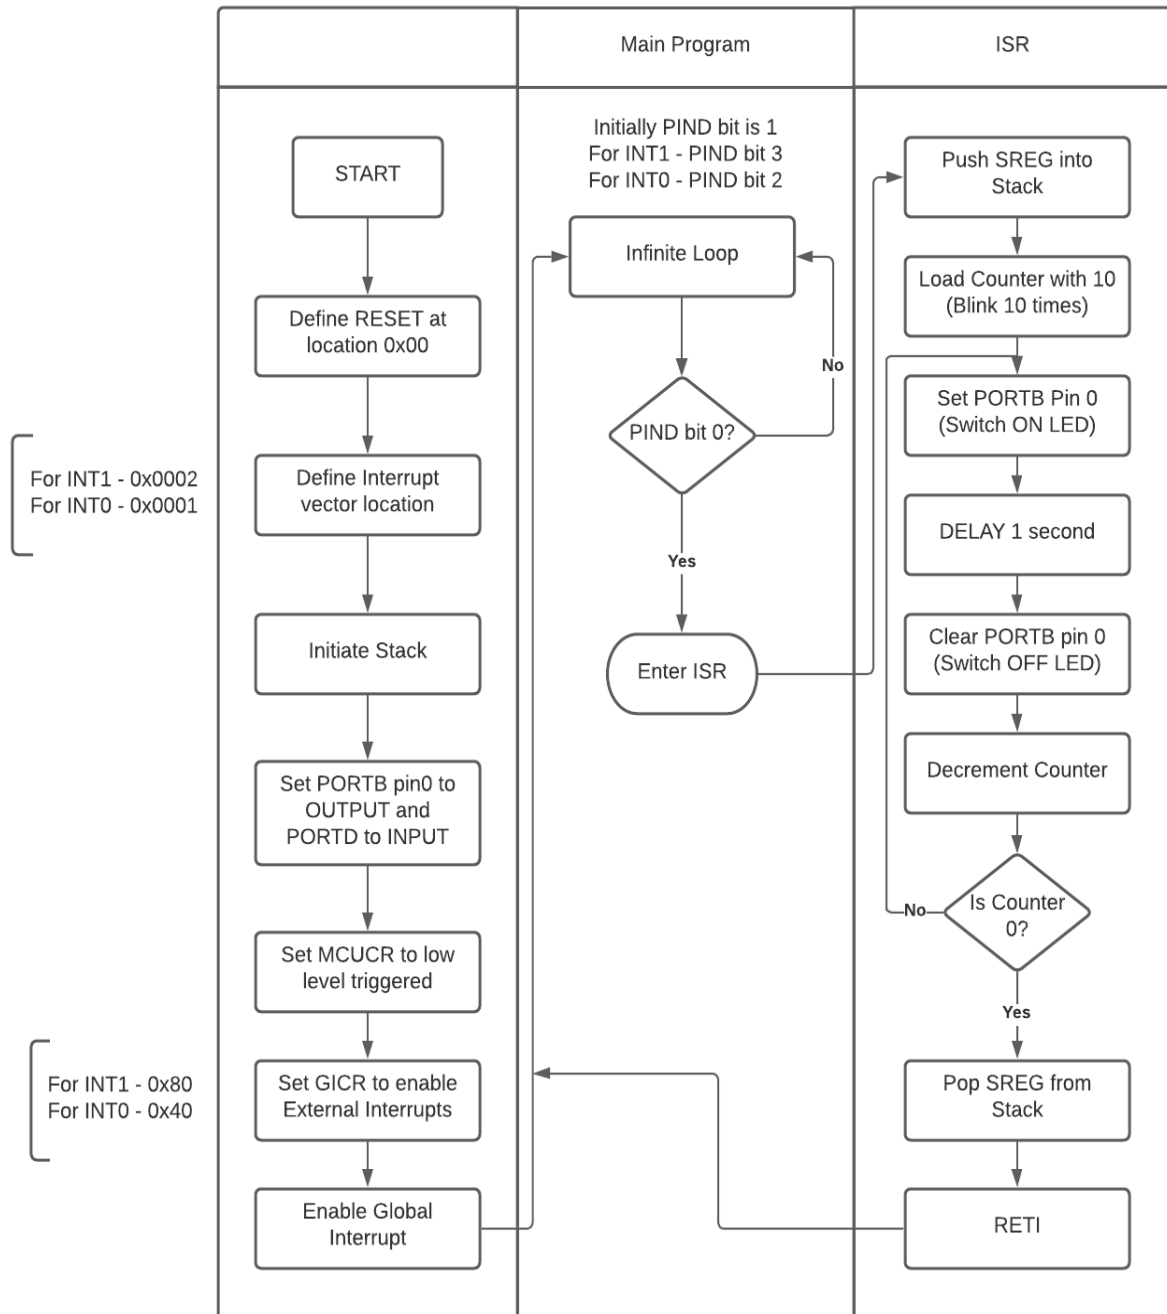 Main Program
ISR
START
Define RESET at
location 0x00
For INT1 - 0x0002
For INT0 - 0x0001
Define Interrupt
vector location
Initiate Stack
Set PORTB pin0 to
OUTPUT and
PORTD to INPUT
Set MCUCR to low
level triggered
For INT1 - 0x80
For INT0 - 0x40
Set GICR to enable
External Interrupts
Enable Global
Interrupt
Initially PIND bit is 1
For INT1 - PIND bit 3
For INT0 - PIND bit 2
Infinite Loop
No
PIND bit 0?
Yes
Enter ISR
Push SREG into
Stack
Load Counter with 10
(Blink 10 times)
Set PORTB Pin 0
(Switch ON LED)
DELAY 1 second
Clear PORTB pin 0
(Switch OFF LED)
Decrement Counter
Is Counter
0?
No
Yes
Pop SREG from
Stack
RETI